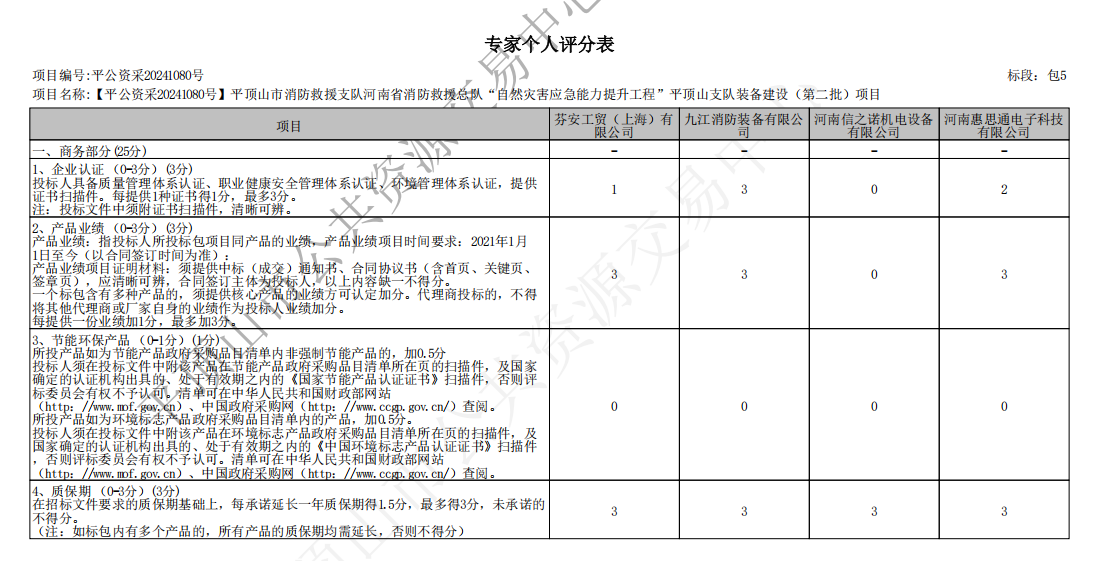 专家个人评分表
项目编号:平公资采20241080号
标段：包5
项目名称:【平公资采20241080号】平顶山市消防救援支队河南省消防救援总队“自然灾害应急能力提升工程”平顶山支队装备建设（第二批）项目
项目
芬安工贸（上海）有
限公司
九江消防装备有限公
司
河南信之诺机电设备
有限公司
河南惠思通电子科技
有限公司
一、商务部分(25分)
－
－
－
－
1、企业认证（0-3分）(3分)
投标人具备质量管理体系认证、职业健康安全管理体系认证、环境管理体系认证，提供
证书扫描件。每提供1种证书得1分，最多3分。
注：投标文件中须附证书扫描件，清晰可辨。
1
3
0
2
2、产品业绩（0-3分）(3分)
产品业绩：指投标人所投标包项目同产品的业绩，产品业绩项目时间要求：2021年1月
1日至今（以合同签订时间为准）；
产品业绩项目证明材料：须提供中标（成交）通知书、合同协议书（含首页、关键页、
签章页），应清晰可辨，合同签订主体为投标人，以上内容缺一不得分。
一个标包含有多种产品的，须提供核心产品的业绩方可认定加分。代理商投标的，不得
将其他代理商或厂家自身的业绩作为投标人业绩加分。
每提供一份业绩加1分，最多加3分。
3
3
0
3
3、节能环保产品（0-1分）(1分)
所投产品如为节能产品政府采购品目清单内非强制节能产品的，加0.5分
投标人须在投标文件中附该产品在节能产品政府采购品目清单所在页的扫描件，及国家
确定的认证机构出具的、处于有效期之内的《国家节能产品认证证书》扫描件，否则评
标委员会有权不予认可。清单可在中华人民共和国财政部网站
（http：//www.mof.gov.cn）、中国政府采购网（http：//www.ccgp.gov.cn/）查阅。
所投产品如为环境标志产品政府采购品目清单内的产品，加0.5分。
投标人须在投标文件中附该产品在环境标志产品政府采购品目清单所在页的扫描件，及
国家确定的认证机构出具的、处于有效期之内的《中国环境标志产品认证证书》扫描件
，否则评标委员会有权不予认可。清单可在中华人民共和国财政部网站
（http：//www.mof.gov.cn）、中国政府采购网（http：//www.ccgp.gov.cn/）查阅。
0
0
0
0
4、质保期（0-3分）(3分)
在招标文件要求的质保期基础上，每承诺延长一年质保期得1.5分，最多得3分，未承诺的
不得分。
（注：如标包内有多个产品的，所有产品的质保期均需延长，否则不得分）
3
3
3
3
平顶山市公共资源交易中心